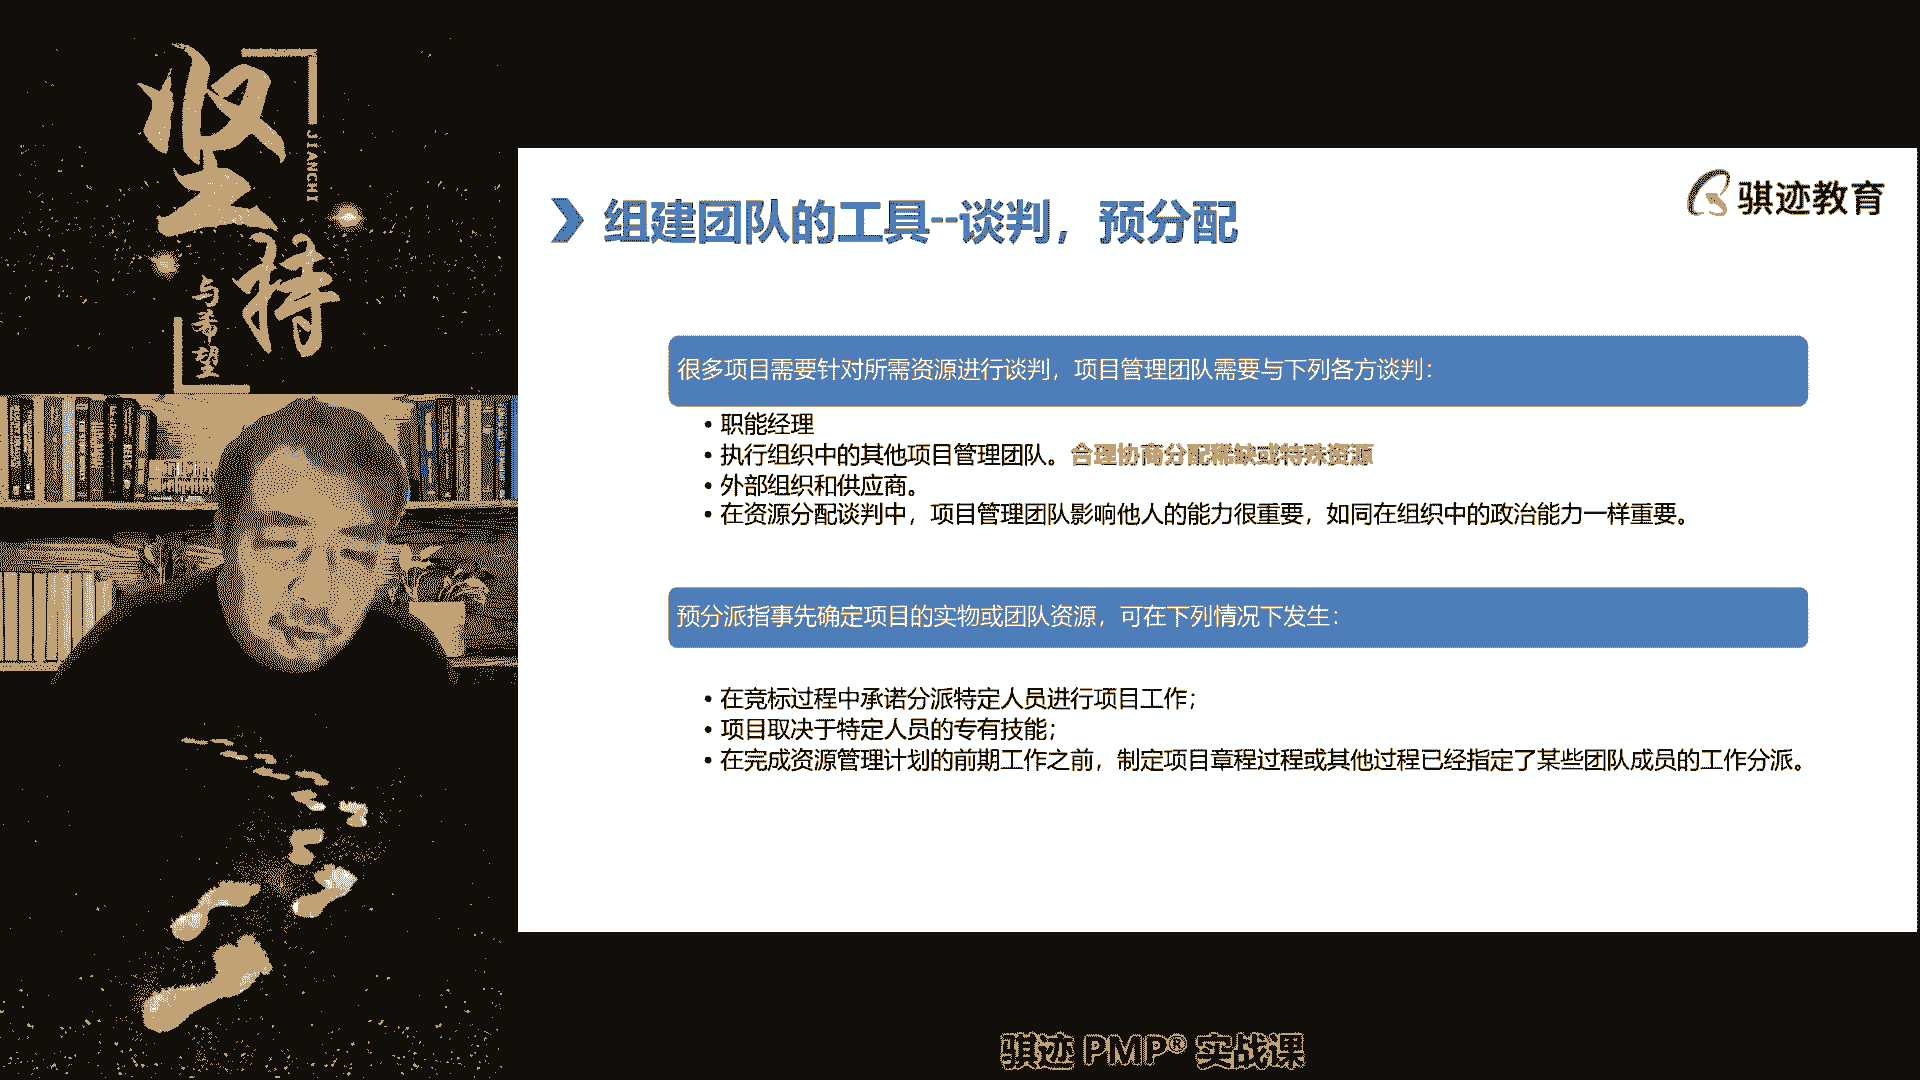 坚持
JIANCHI
与希望
骐迹教育
组建团队的工具--谈判，预分配
很多项目需要针对所需资源进行谈判，项目管理团队需要与下列各方谈判：
• 职能经理
• 执行组织中的其他项目管理团队。合理协商分配稀缺或特殊资源
• 外部组织和供应商。
• 在资源分配谈判中，项目管理团队影响他人的能力很重要，如同在组织中的政治能力一样重要。
预分派指事先确定项目的实物或团队资源，可在下列情况下发生：
• 在竞标过程中承诺分派特定人员进行项目工作；
• 项目取决于特定人员的专有技能；
• 在完成资源管理计划的前期工作之前，制定项目章程过程或其他过程已经指定了某些团队成员的工作分派。
骐迹 PMP® 实战课